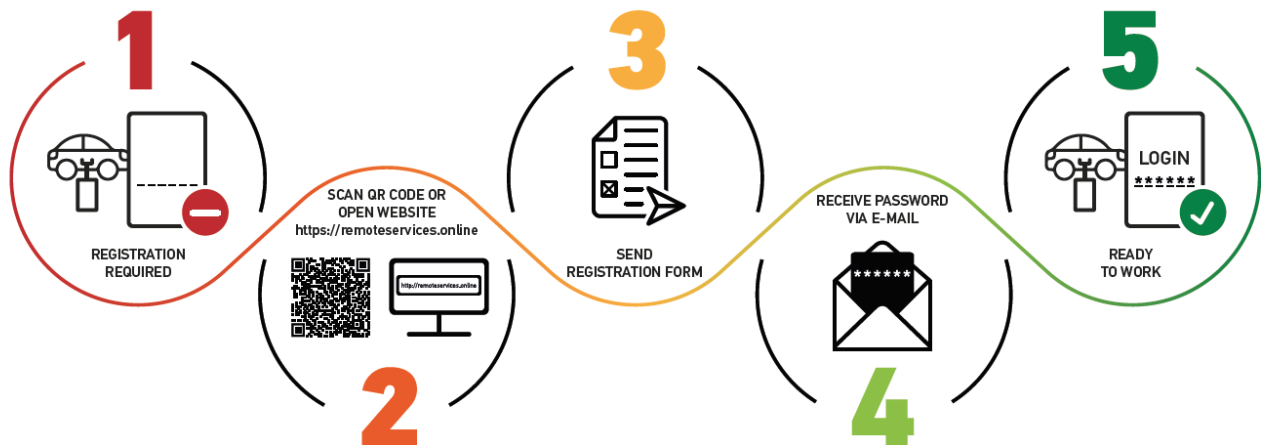 1
REGISTRATION
REQUIRED
SCAN QR CODE OR
OPEN WEBSITE
https://remoteservices.online
http://remoteservices.online
2
3
SEND
REGISTRATION FORM
RECEIVE PASSWORD
VIA E-MAIL
******
4
5
LOGIN
******
READY
TO WORK